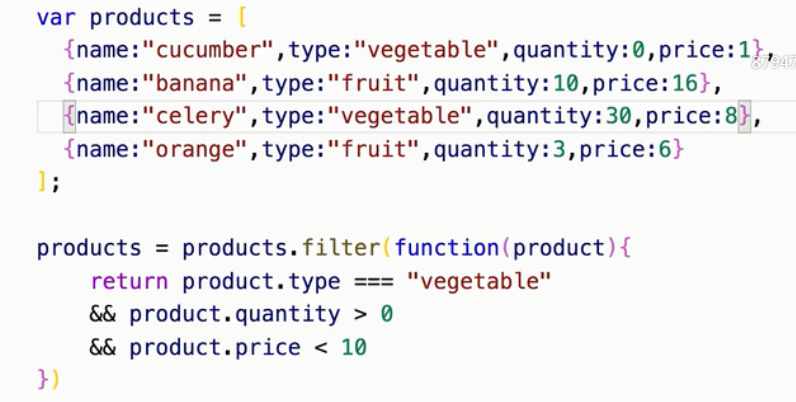 var products = [
{name:"cucumber",type:"vegetable",quantity:0,price:1},
{name:"banana",type:"fruit",quantity:10,price:16},
{name:"celery",type:"vegetable",quantity:30,price:8},
{name:"orange",type:"fruit",quantity:3,price:6}
];
products = products.filter(function(product){
return product.type === "vegetable"
&& product.quantity > 0
&& product.price < 10
})